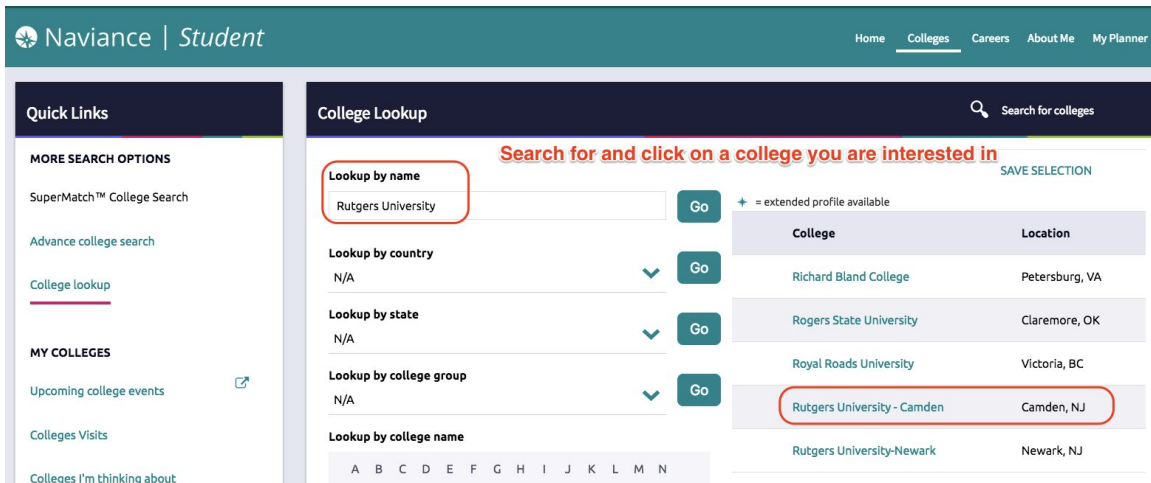 Naviance | Student
Home Colleges Careers About Me My Planner
Quick Links
MORE SEARCH OPTIONS
SuperMatch™ College Search
Advance college search
College lookup
MY COLLEGES
Upcoming college events
Colleges Visits
Colleges I'm thinking about
College Lookup
Search for colleges
Search for and click on a college you are interested in
Lookup by name
Rutgers University
Go
Lookup by country
N/A
Go
Lookup by state
N/A
Go
Lookup by college group
N/A
Go
Lookup by college name
A B C D E F G H I J K L M N
SAVE SELECTION
= extended profile available
College Location
Richard Bland College Petersburg, VA
Rogers State University Claremore, OK
Royal Roads University Victoria, BC
Rutgers University - Camden Camden, NJ
Rutgers University-Newark Newark, NJ